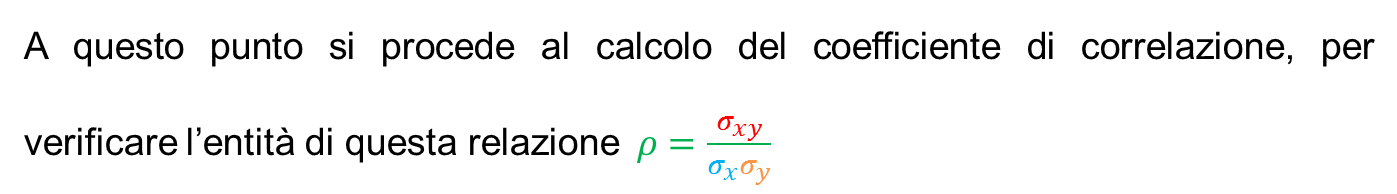 A questo punto si procede al calcolo del coefficiente di correlazione, per
verificare l’entità di questa relazione ρ = σxy / σxσy